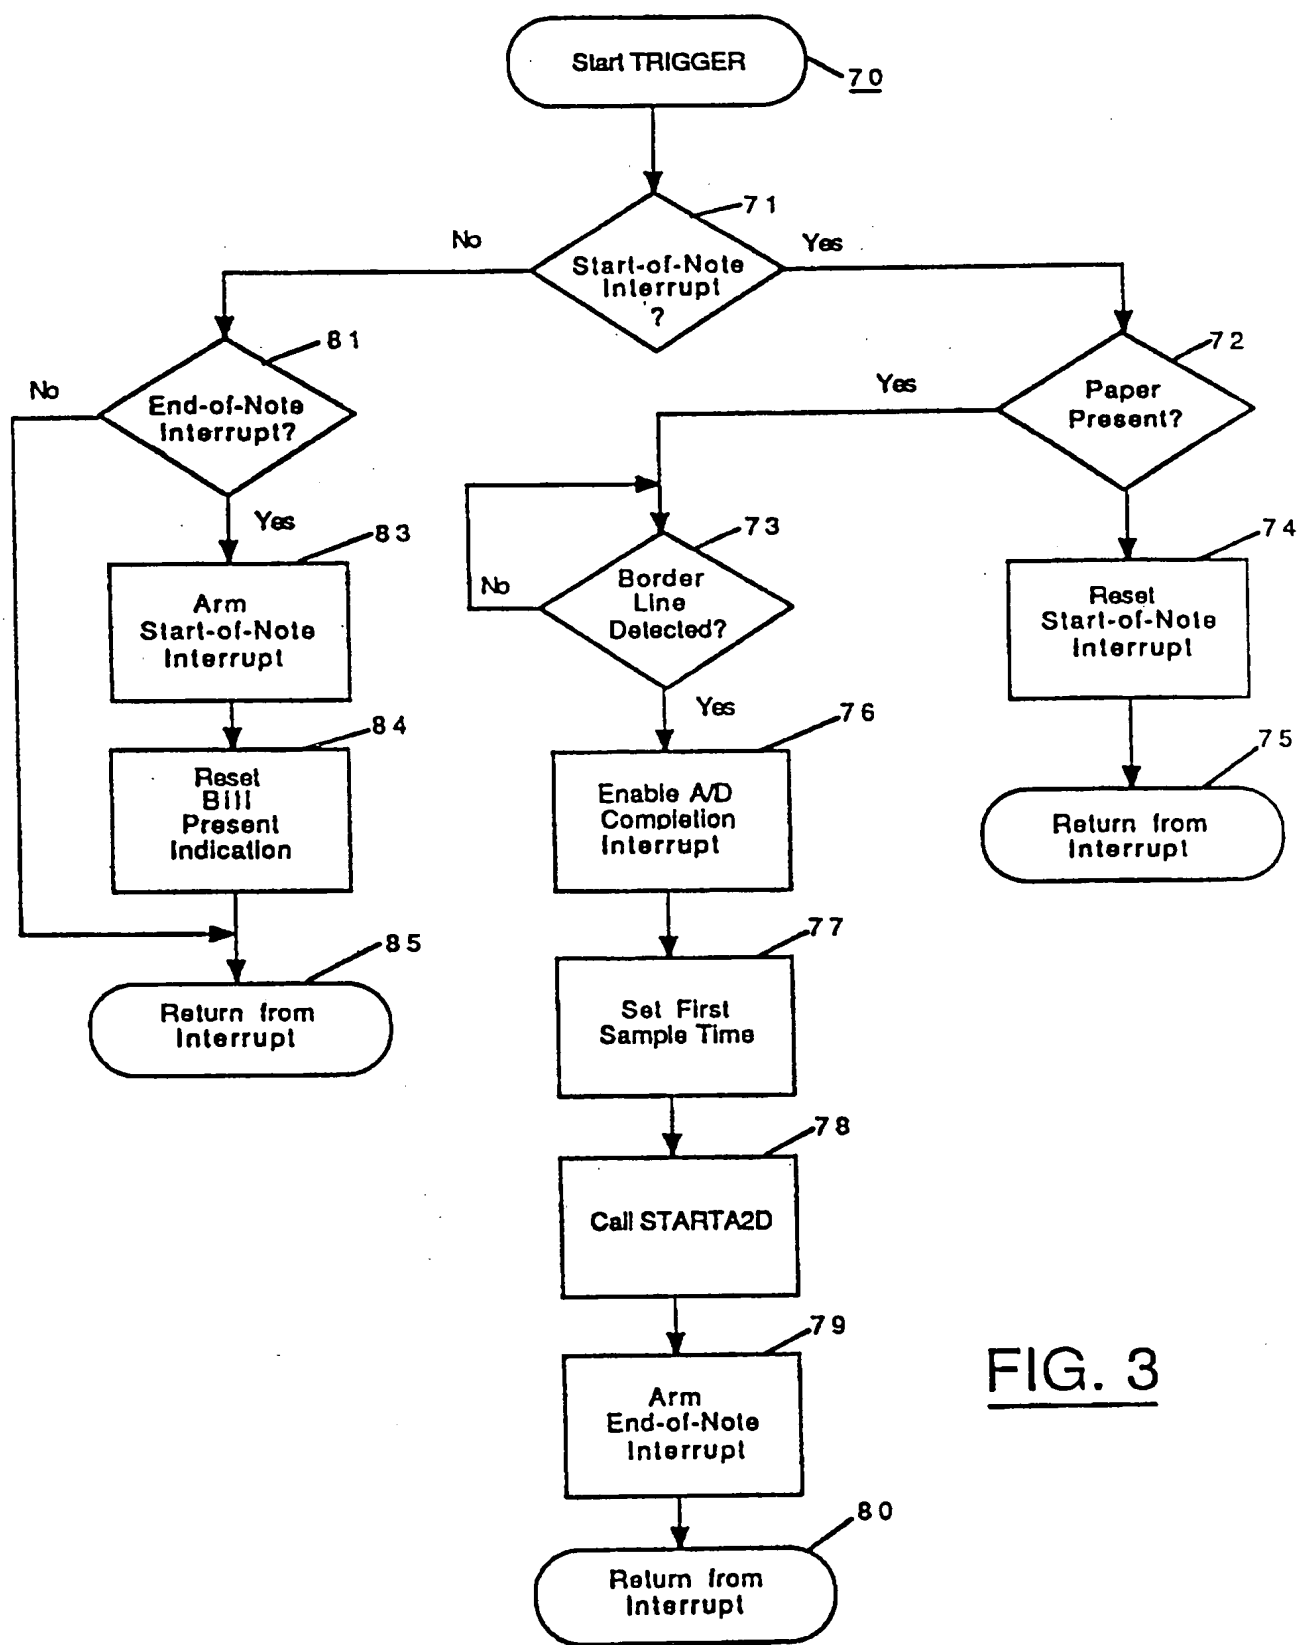 Start TRIGGER
70
71
No
Yes
Start-of-Note
Interrupt
?
81
72
No
Yes
End-of-Note
Interrupt?
Paper
Present?
Yes
83
73
74
No
Border
Line
Detected?
Arm
Start-of-Note
Interrupt
Reset
Start-of-Note
Interrupt
Yes
84
76
75
Reset
Bill
Present
Indication
Enable A/D
Completion
Interrupt
Return from
Interrupt
85
77
Return from
Interrupt
Set First
Sample Time
78
Call STARTA2D
79
Arm
End-of-Note
Interrupt
FIG. 3
80
Return from
Interrupt